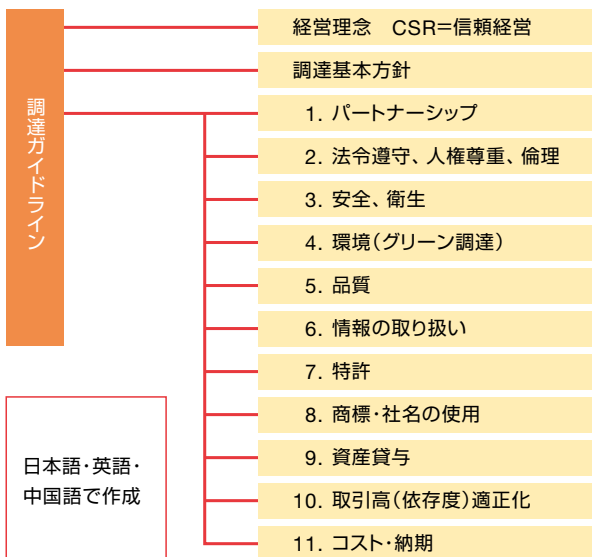 調達ガイドライン
経営理念　CSR=信頼経営
調達基本方針
1. パートナーシップ
2. 法令遵守、人権尊重、倫理
3. 安全、衛生
4. 環境（グリーン調達）
5. 品質
6. 情報の取り扱い
7. 特許
8. 商標・社名の使用
9. 資産貸与
10. 取引高（依存度）適正化
11. コスト・納期
日本語・英語・
中国語で作成